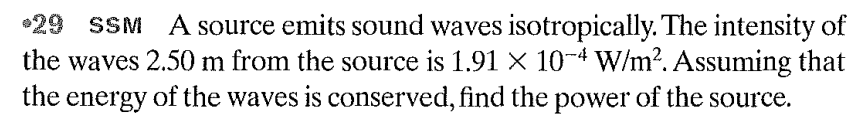 •29 SSM A source emits sound waves isotropically. The intensity of
the waves 2.50 m from the source is 1.91 × 10⁻⁴ W/m². Assuming that
the energy of the waves is conserved, find the power of the source.